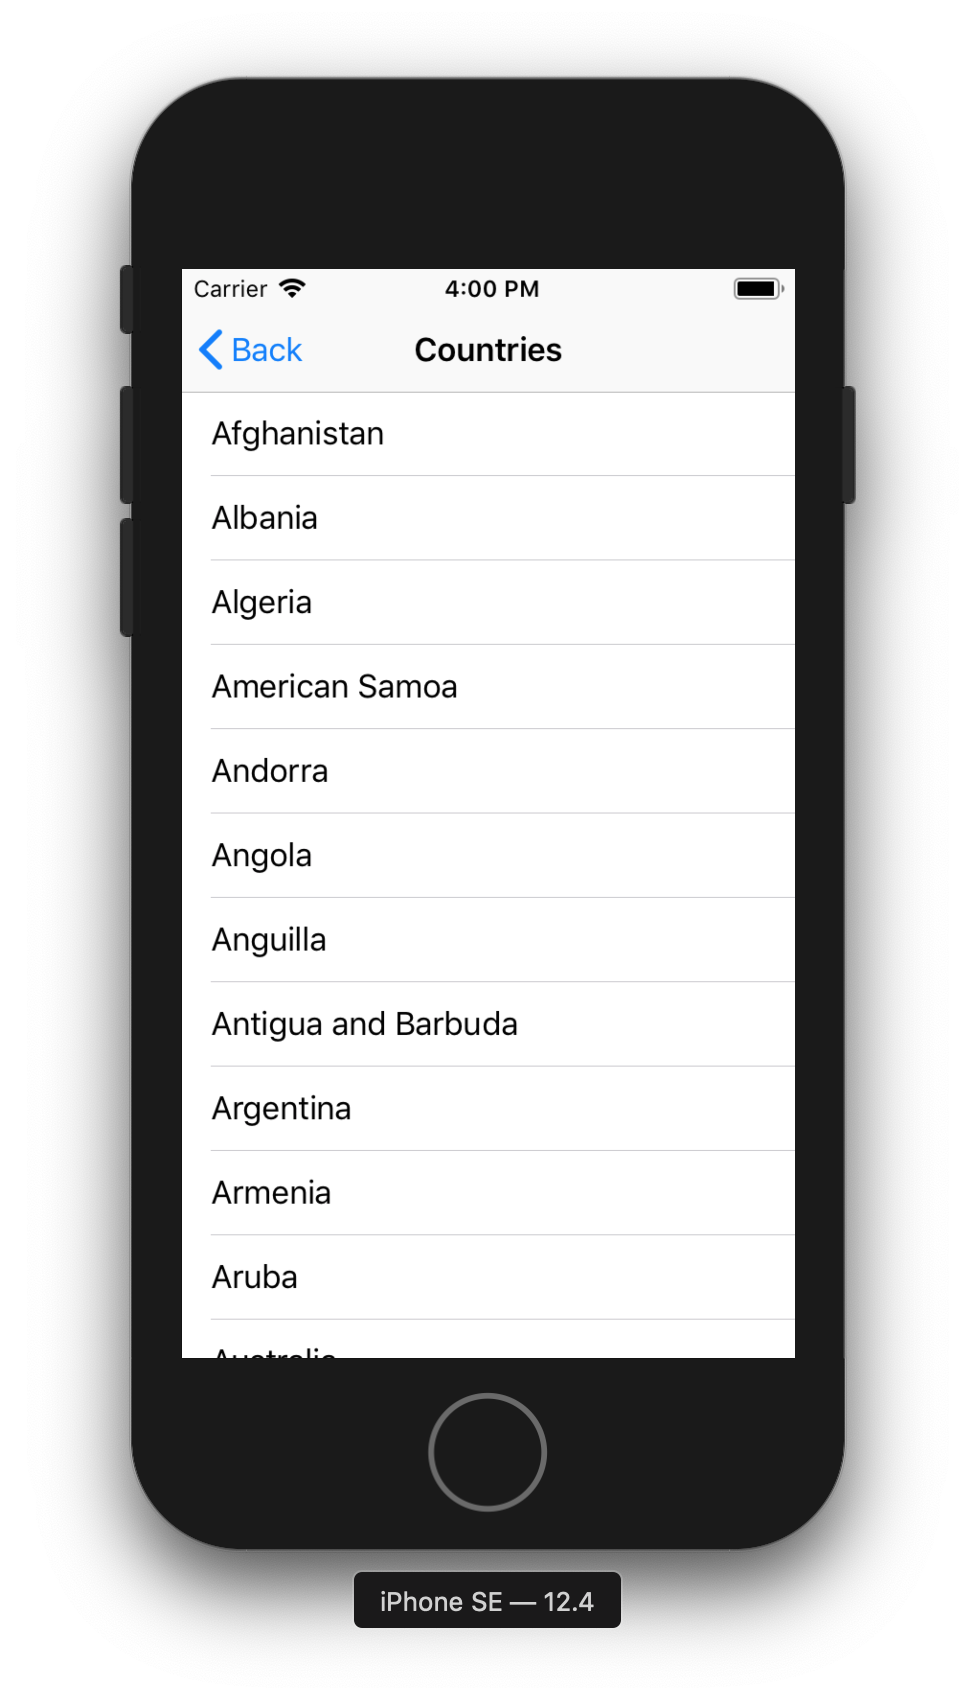 Carrier 4:00 PM
Back Countries
Afghanistan
Albania
Algeria
American Samoa
Andorra
Angola
Anguilla
Antigua and Barbuda
Argentina
Armenia
Aruba
Australia
iPhone SE — 12.4